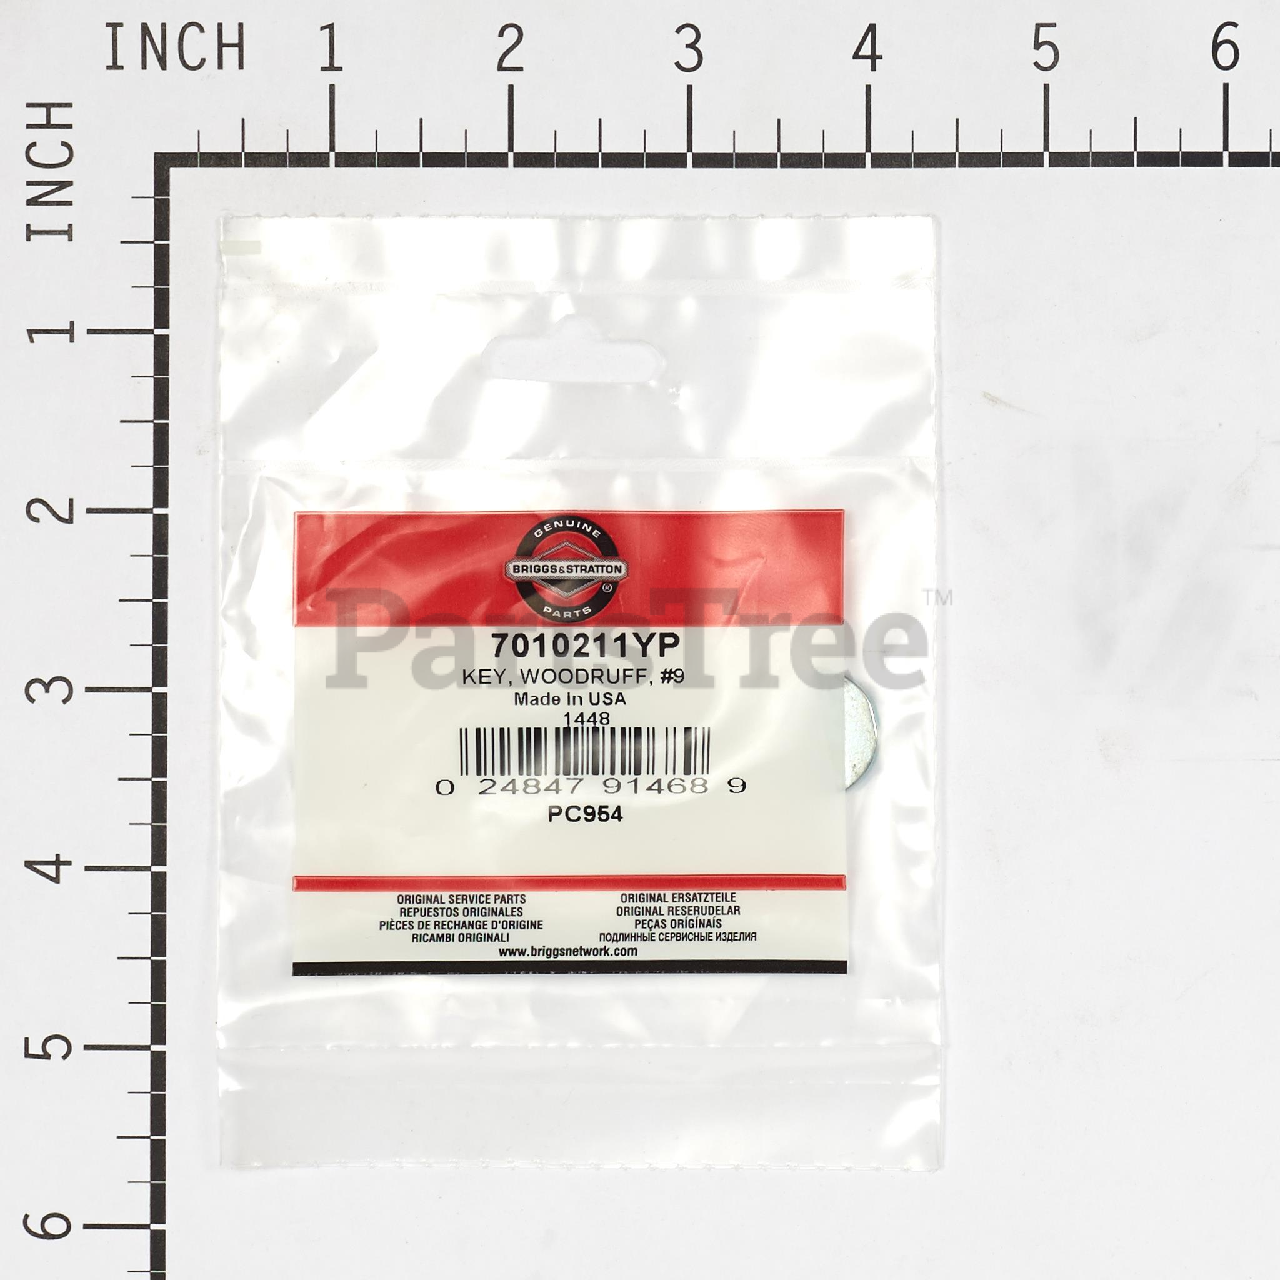 INCH 1 2 3 4 5 6
INCH
1
2
3
4
5
6
GENUINE
BRIGGS&STRATTON
®
PARTS
PartsTree™
7010211YP
KEY, WOODRUFF, #9
Made In USA
1448
0 24847 91468 9
PC954
ORIGINAL SERVICE PARTS
REPUESTOS ORIGINALES
PIÈCES DE RECHANGE D'ORIGINE
RICAMBI ORIGINALI
ORIGINAL ERSATZTEILE
ORIGINAL RESERUDELAR
PEÇAS ORÍGÍNAÍS
ПОДЛИННЫЕ СЕРВИСНЫЕ ИЗДЕЛИЯ
www.briggsnetwork.com